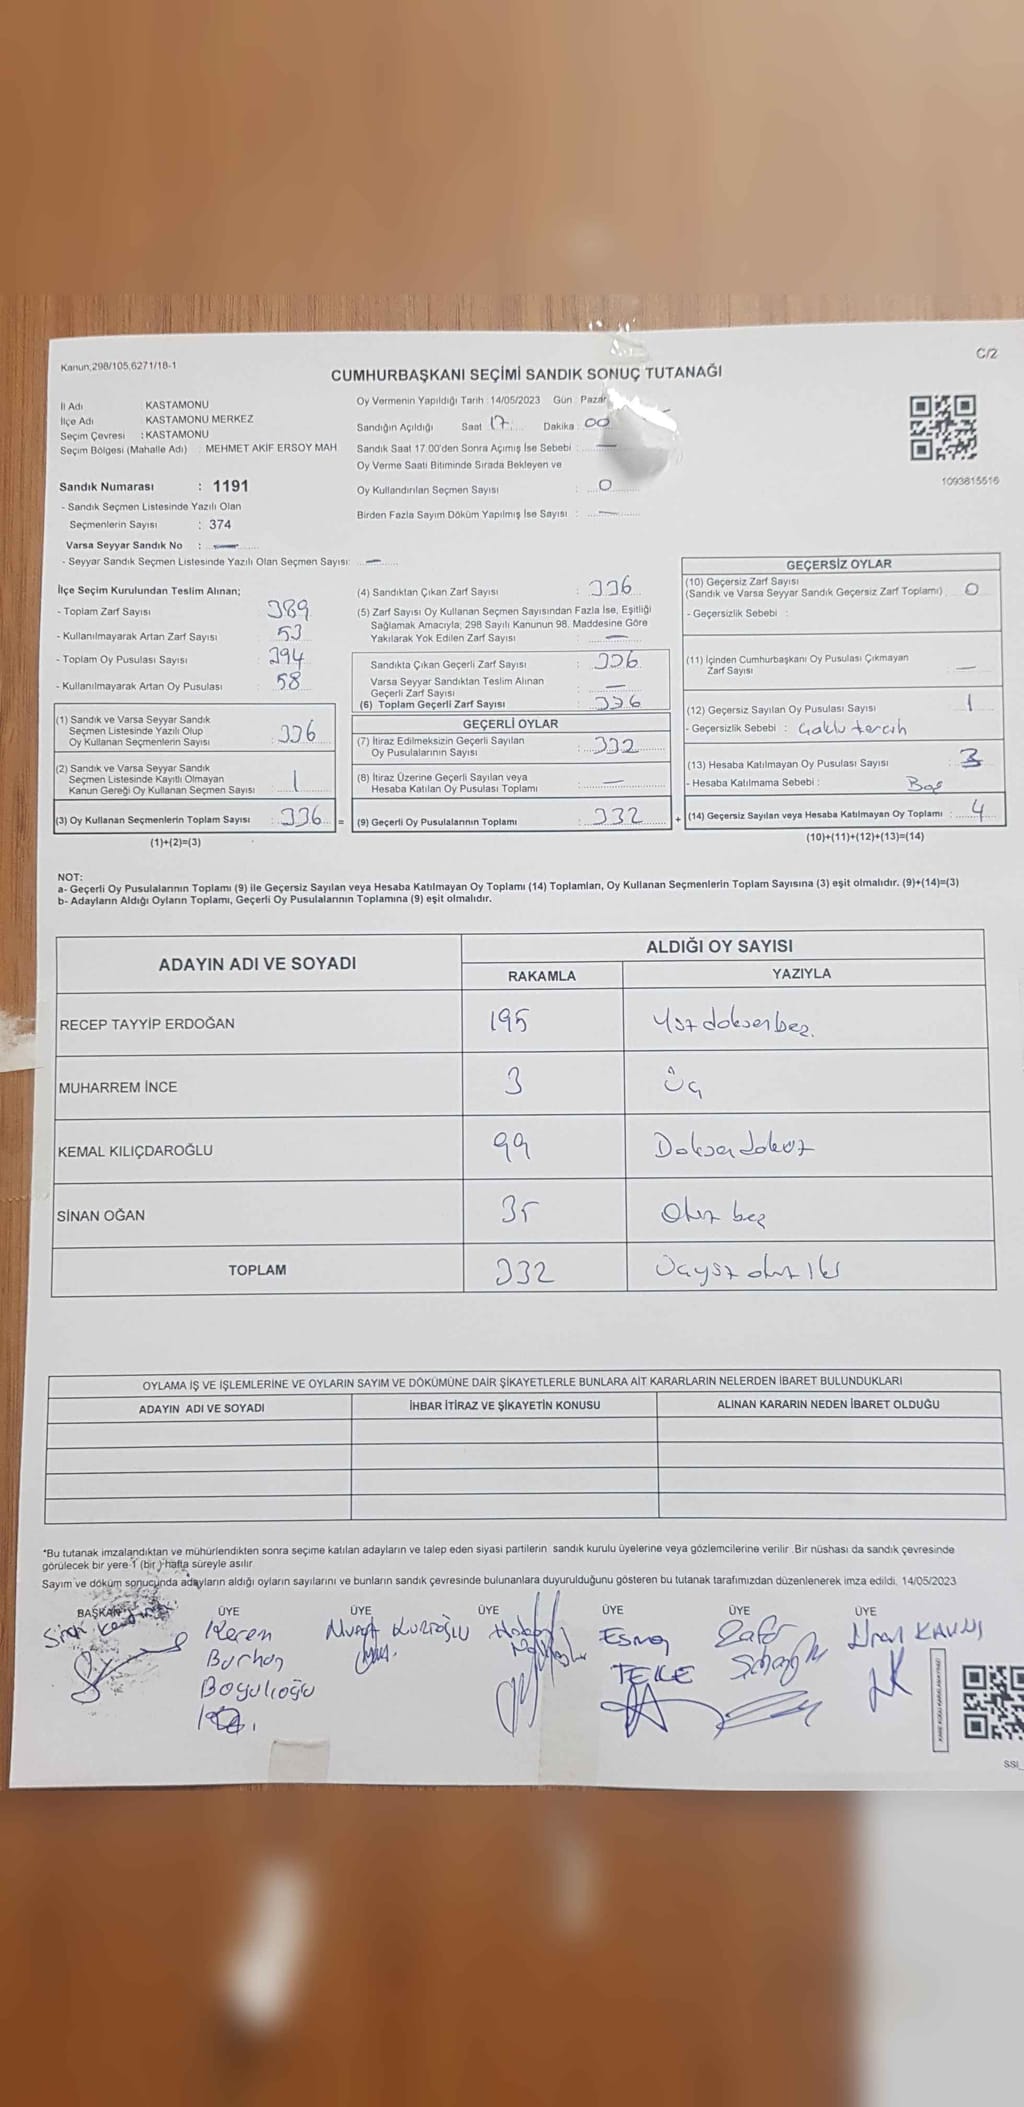 Kanun;298/105,6271/18-1
C/2
CUMHURBAŞKANI SEÇİMİ SANDIK SONUÇ TUTANAĞI
İl Adı : KASTAMONU
İlçe Adı : KASTAMONU MERKEZ
Seçim Çevresi : KASTAMONU
Seçim Bölgesi (Mahalle Adı) : MEHMET AKİF ERSOY MAH
Sandık Numarası : 1191
- Sandık Seçmen Listesinde Yazılı Olan
Seçmenlerin Sayısı : 374
Varsa Seyyar Sandık No : —
- Seyyar Sandık Seçmen Listesinde Yazılı Olan Seçmen Sayısı: —
Oy Vermenin Yapıldığı Tarih : 14/05/2023 Gün : Pazar
Sandığın Açıldığı Saat 17 Dakika : 00
Sandık Saat 17.00'den Sonra Açımış İse Sebebi : —
Oy Verme Saati Bitiminde Sırada Bekleyen ve
Oy Kullandırılan Seçmen Sayısı : 0
Birden Fazla Sayım Döküm Yapılmış İse Sayısı : —
1093815516
İlçe Seçim Kurulundan Teslim Alınan;
- Toplam Zarf Sayısı : 389
- Kullanılmayarak Artan Zarf Sayısı : 53
- Toplam Oy Pusulası Sayısı : 394
- Kullanılmayarak Artan Oy Pusulası : 58
(1) Sandık ve Varsa Seyyar Sandık
Seçmen Listesinde Yazılı Olup
Oy Kullanan Seçmenlerin Sayısı : 336
(2) Sandık ve Varsa Seyyar Sandık
Seçmen Listesinde Kayıtlı Olmayan
Kanun Gereği Oy Kullanan Seçmen Sayısı : 1
(3) Oy Kullanan Seçmenlerin Toplam Sayısı : 336 =
(1)+(2)=(3)
(4) Sandıktan Çıkan Zarf Sayısı : 336
(5) Zarf Sayısı Oy Kullanan Seçmen Sayısından Fazla İse, Eşitliği
Sağlamak Amacıyla, 298 Sayılı Kanunun 98. Maddesine Göre
Yakılarak Yok Edilen Zarf Sayısı : —
Sandıkta Çıkan Geçerli Zarf Sayısı : 336
Varsa Seyyar Sandıktan Teslim Alınan
Geçerli Zarf Sayısı : —
(6) Toplam Geçerli Zarf Sayısı : 336
GEÇERLİ OYLAR
(7) İtiraz Edilmeksizin Geçerli Sayılan
Oy Pusulalarının Sayısı : 332
(8) İtiraz Üzerine Geçerli Sayılan veya
Hesaba Katılan Oy Pusulası Toplamı : —
(9) Geçerli Oy Pusulalarının Toplamı : 332 +
GEÇERSİZ OYLAR
(10) Geçersiz Zarf Sayısı
(Sandık ve Varsa Seyyar Sandık Geçersiz Zarf Toplamı) : 0
- Geçersizlik Sebebi :
(11) İçinden Cumhurbaşkanı Oy Pusulası Çıkmayan
Zarf Sayısı : —
(12) Geçersiz Sayılan Oy Pusulası Sayısı : 1
- Geçersizlik Sebebi : Çoklu tercih
(13) Hesaba Katılmayan Oy Pusulası Sayısı : 3
- Hesaba Katılmama Sebebi : Boş
(14) Geçersiz Sayılan veya Hesaba Katılmayan Oy Toplamı : 4
(10)+(11)+(12)+(13)=(14)
NOT:
a- Geçerli Oy Pusulalarının Toplamı (9) ile Geçersiz Sayılan veya Hesaba Katılmayan Oy Toplamı (14) Toplamları, Oy Kullanan Seçmenlerin Toplam Sayısına (3) eşit olmalıdır. (9)+(14)=(3)
b- Adayların Aldığı Oyların Toplamı, Geçerli Oy Pusulalarının Toplamına (9) eşit olmalıdır.
ADAYIN ADI VE SOYADI ALDIĞI OY SAYISI
RAKAMLA YAZIYLA
RECEP TAYYİP ERDOĞAN 195 Yüz doksan beş.
MUHARREM İNCE 3 Üç
KEMAL KILIÇDAROĞLU 99 Doksan dokuz
SİNAN OĞAN 35 Otuz beş
TOPLAM 332 Üçyüz otuz iki
OYLAMA İŞ VE İŞLEMLERİNE VE OYLARIN SAYIM VE DÖKÜMÜNE DAİR ŞİKAYETLERLE BUNLARA AİT KARARLARIN NELERDEN İBARET BULUNDUKLARI
ADAYIN ADI VE SOYADI İHBAR İTİRAZ VE ŞİKAYETİN KONUSU ALINAN KARARIN NEDEN İBARET OLDUĞU
*Bu tutanak imzalandıktan ve mühürlendikten sonra seçime katılan adayların ve talep eden siyasi partilerin sandık kurulu üyelerine veya gözlemcilerine verilir. Bir nüshası da sandık çevresinde
görülecek bir yere 1 (bir) hafta süreyle asılır.
Sayım ve döküm sonucunda adayların aldığı oyların sayılarını ve bunların sandık çevresinde bulunanlara duyurulduğunu gösteren bu tutanak tarafımızdan düzenlenerek imza edildi. 14/05/2023
BAŞKAN ÜYE ÜYE ÜYE ÜYE ÜYE ÜYE
Kerem Murat Esma Zafer
Burhan TEKE
SSİ_